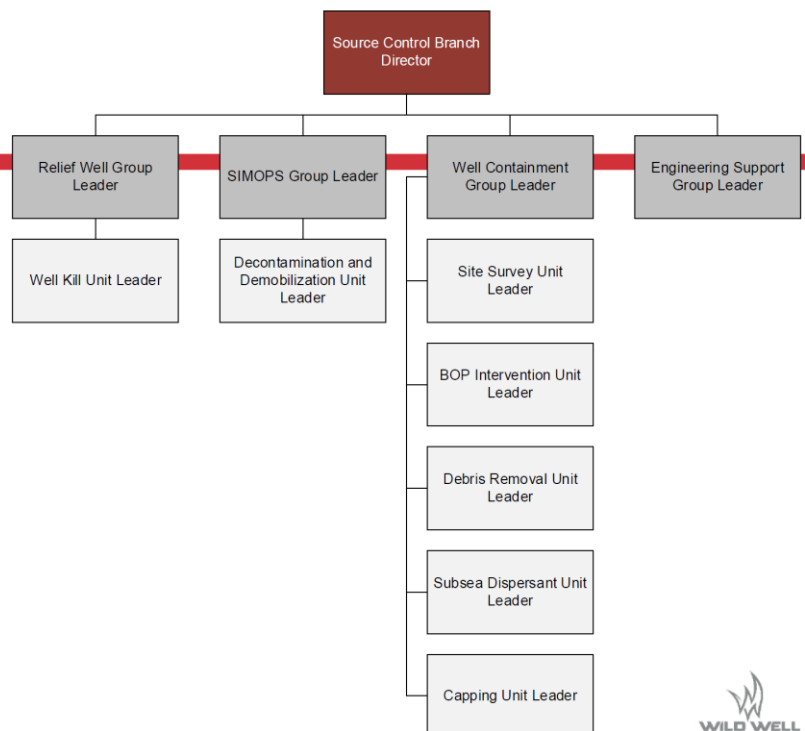 Source Control Branch
Director
Relief Well Group
Leader
SIMOPS Group Leader
Well Containment
Group Leader
Engineering Support
Group Leader
Well Kill Unit Leader
Decontamination and
Demobilization Unit
Leader
Site Survey Unit
Leader
BOP Intervention Unit
Leader
Debris Removal Unit
Leader
Subsea Dispersant Unit
Leader
Capping Unit Leader
WILD WELL